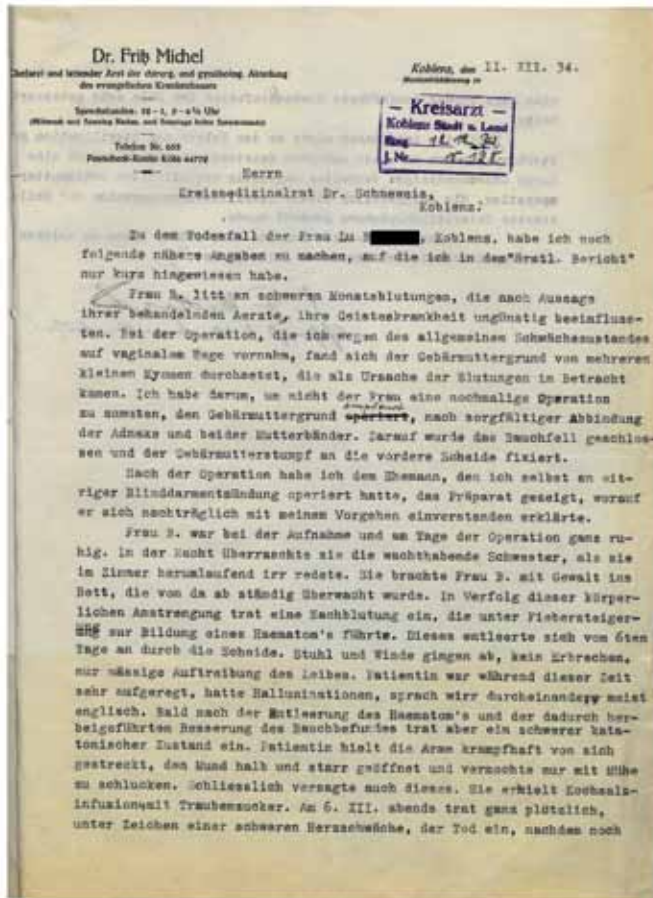 Dr. Fritz Michel
Chefarzt und leitender Arzt der chirurg. und gynäkolog. Abteilung
des evangelischen Krankenhauses
Sprechstunden: 12 – 1, 3 – 4½ Uhr
Telefon Nr. 603
Postscheck-Konto Köln 44772
Koblenz, den 11. XII. 34.
– Kreisarzt –
Koblenz Stadt u. Land
J. Nr.
Herrn
Kreismedizinalrat Dr. Schneweis,
Koblenz.
Zu dem Todesfall der Frau Lu B, Koblenz, habe ich noch
folgende nähere Angaben zu machen, auf die ich in dem "ärztl. Bericht"
nur kurz hingewiesen habe.
Frau B. litt an schweren Monatsblutungen, die nach Aussage
ihrer behandelnden Aerzte, ihre Geisteskrankheit ungünstig beeinfluss-
ten. Bei der Operation, die ich wegen des allgemeinen Schwächezustandes
auf vaginalem Wege vornahm, fand sich der Gebärmuttergrund von mehreren
kleinen Myomen durchsetzt, die als Ursache der Blutungen in Betracht
kamen. Ich habe darum, um nicht der Frau eine nochmalige Operation
zu zumuten, den Gebärmuttergrund operiert, nach sorgfältiger Abbindung
der Adnexe und beider Mutterbänder. Darauf wurde das Bauchfell geschlos-
sen und der Gebärmutterstumpf an die vordere Scheide fixiert.
Nach der Operation habe ich dem Ehemann, den ich selbst an eit-
riger Blinddarmentzündung operiert hatte, das Präparat gezeigt, worauf
er sich nachträglich mit meinem Vorgehen einverstanden erklärte.
Frau B. war bei der Aufnahme und am Tage der Operation ganz ru-
hig. In der Nacht überraschte sie die wachthabende Schwester, als sie
im Zimmer herumlaufend irr redete. Sie brachte Frau B. mit Gewalt ins
Bett, die von da ab ständig überwacht wurde. In Verfolg dieser körper-
lichen Anstrengung trat eine Nachblutung ein, die unter Fiebersteiger-
ung zur Bildung eines Haematom's führte. Dieses entleerte sich vom 6ten
Tage an durch die Scheide. Stuhl und Winde gingen ab, kein Erbrechen,
nur mässige Auftreibung des Leibes. Patientin war während dieser Zeit
sehr aufgeregt, hatte Halluzinationen, sprach wirr durcheinander, meist
englisch. Bald nach der Entleerung des Haematom's und der dadurch her-
beigeführten Besserung des Bauchbefundes trat aber ein schwerer kata-
tonischer Zustand ein. Patientin hielt die Arme krampfhaft von sich
gestreckt, den Mund halb und starr geöffnet und vermochte nur mit Mühe
zu schlucken. Schliesslich versagte auch dieses. Sie erhielt Kochsalz-
infusion mit Traubenzucker. Am 6. XII. abends trat ganz plötzlich,
unter Zeichen einer schweren Herzschwäche, der Tod ein, nachdem noch